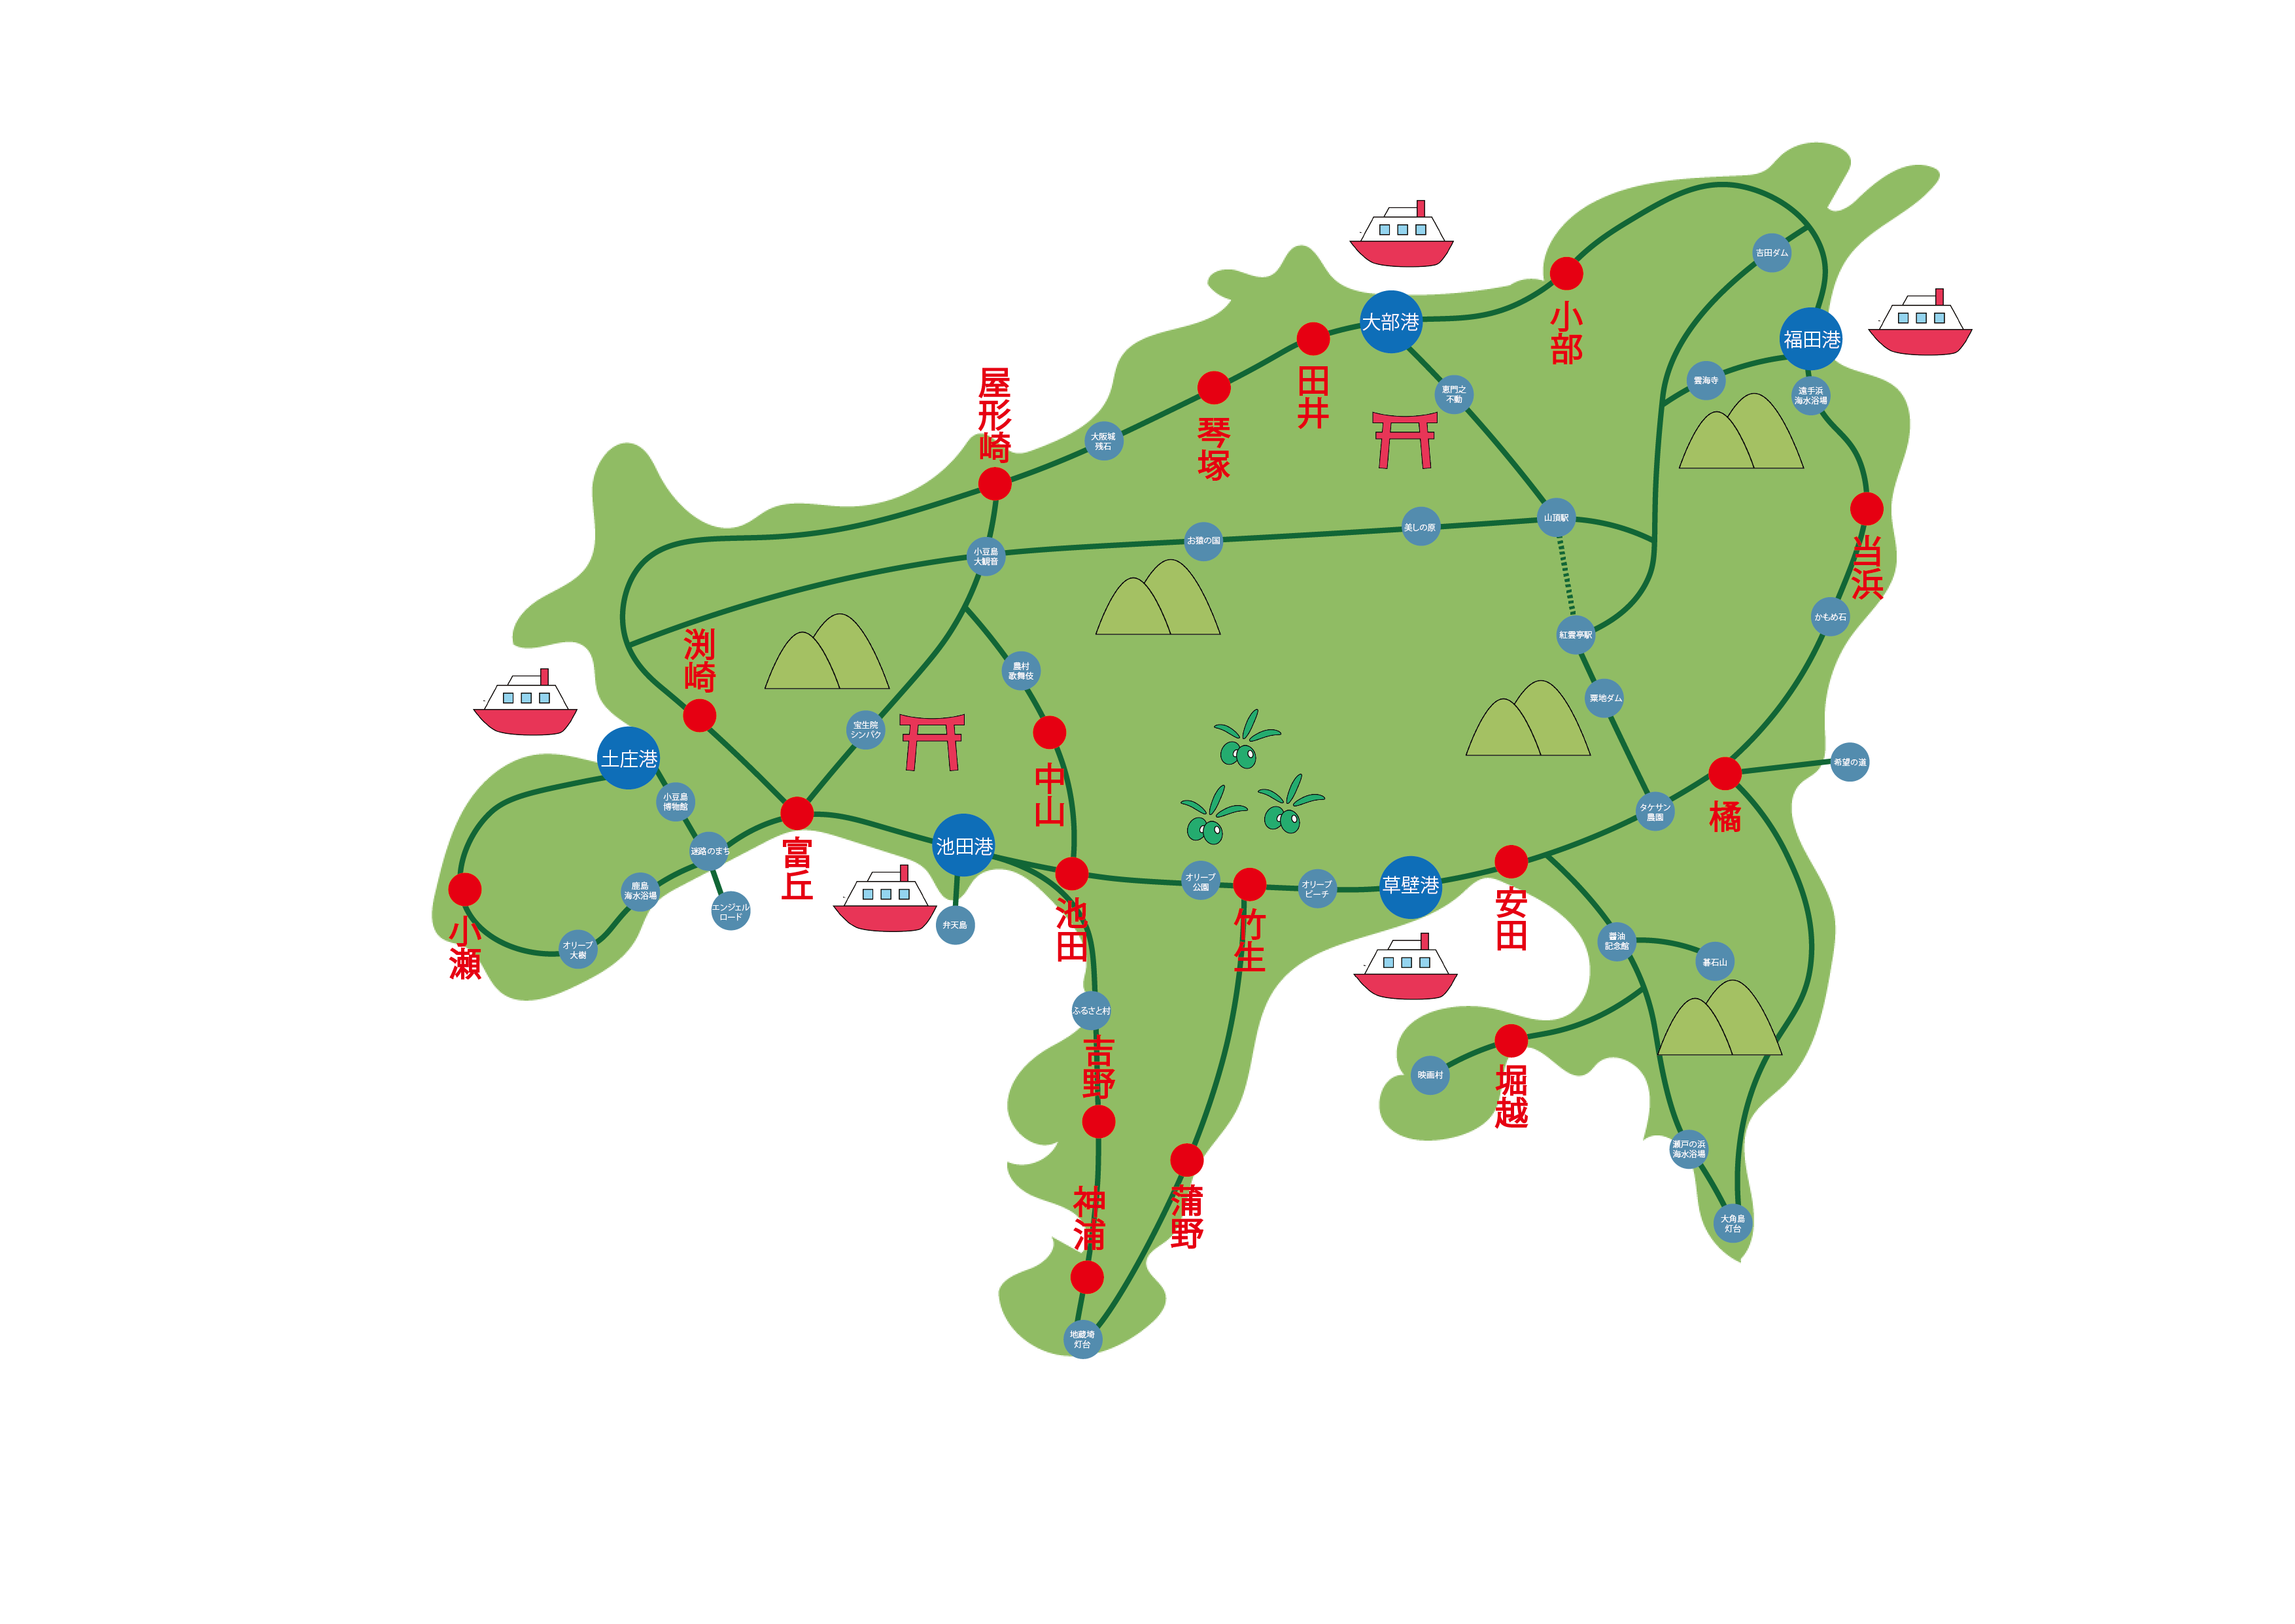 吉田ダム
小部
大部港
福田港
田井
雲海寺
恵門之
不動
遠手浜
海水浴場
屋形崎
琴塚
大阪城
残石
当浜
山頂駅
美しの原
お猿の国
小豆島
大観音
かもめ石
紅雲亭駅
渕崎
農村
歌舞伎
粟地ダム
宝生院
シンパク
中山
土庄港
希望の道
橘
小豆島
博物館
タケサン
農園
富丘
池田港
迷路のまち
安田
池田
オリーブ
公園
竹生
オリーブ
ビーチ
草壁港
小瀬
鹿島
海水浴場
エンジェル
ロード
弁天島
オリーブ
大樹
醤油
記念館
碁石山
ふるさと村
吉野
堀越
映画村
瀬戸の浜
海水浴場
神浦
蒲野
大角島
灯台
地蔵埼
灯台